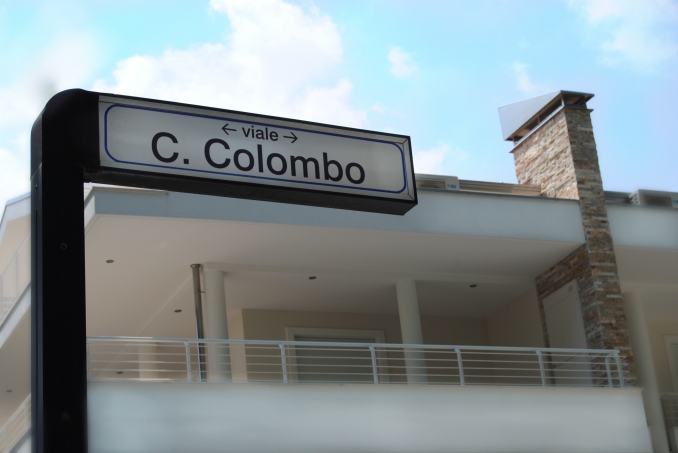 ← viale →
C. Colombo